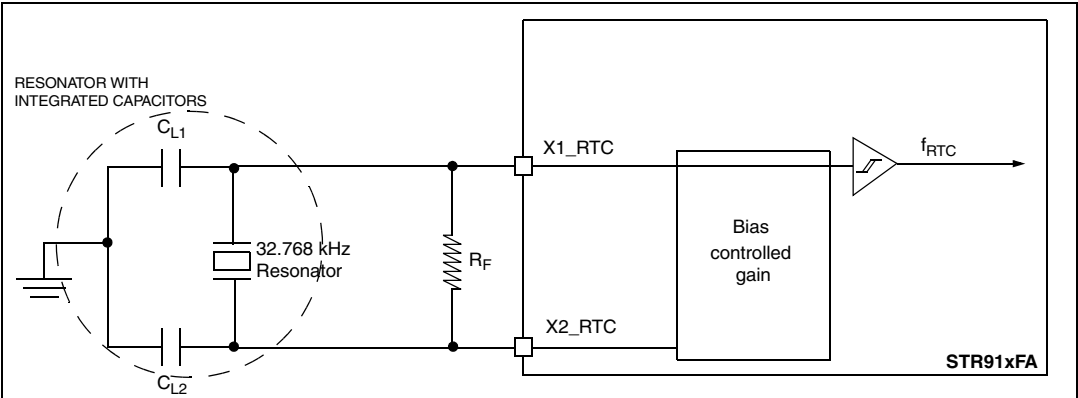 RESONATOR WITH
INTEGRATED CAPACITORS
CL1
X1_RTC
fRTC
32.768 kHz
Resonator
RF
Bias
controlled
gain
X2_RTC
STR91xFA
CL2